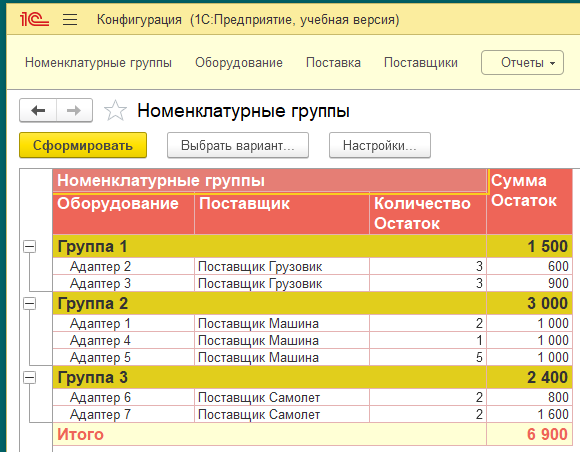 1С Конфигурация (1С:Предприятие, учебная версия)
Номенклатурные группы Оборудование Поставка Поставщики Отчеты
Номенклатурные группы
Сформировать Выбрать вариант... Настройки...
Номенклатурные группы Сумма Остаток
Оборудование Поставщик Количество Остаток
Группа 1 1 500
Адаптер 2 Поставщик Грузовик 3 600
Адаптер 3 Поставщик Грузовик 3 900
Группа 2 3 000
Адаптер 1 Поставщик Машина 2 1 000
Адаптер 4 Поставщик Машина 1 1 000
Адаптер 5 Поставщик Машина 5 1 000
Группа 3 2 400
Адаптер 6 Поставщик Самолет 2 800
Адаптер 7 Поставщик Самолет 2 1 600
Итого 6 900